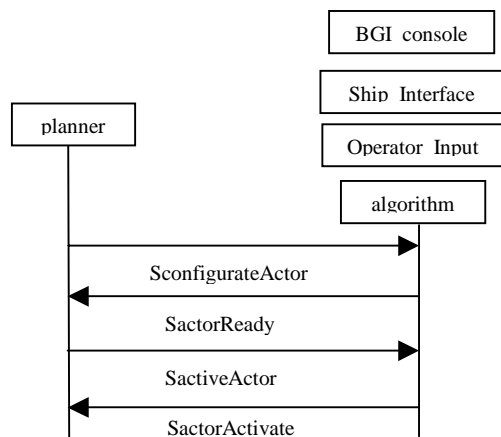 BGI console
Ship Interface
planner
Operator Input
algorithm
SconfigurateActor
SactorReady
SactiveActor
SactorActivate